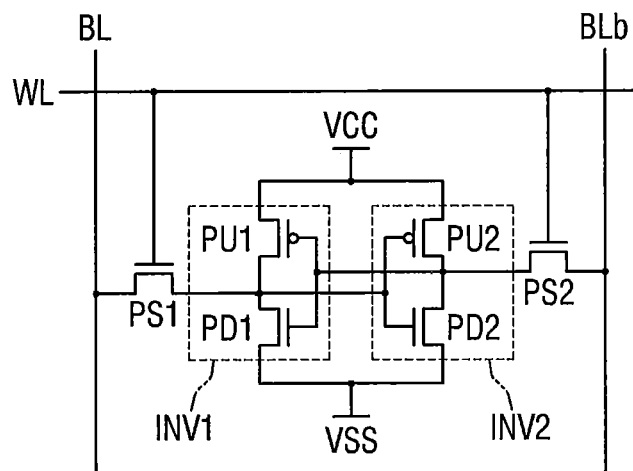 BL
BLb
WL
VCC
PU1
PU2
PS1
PS2
PD1
PD2
INV1
INV2
VSS